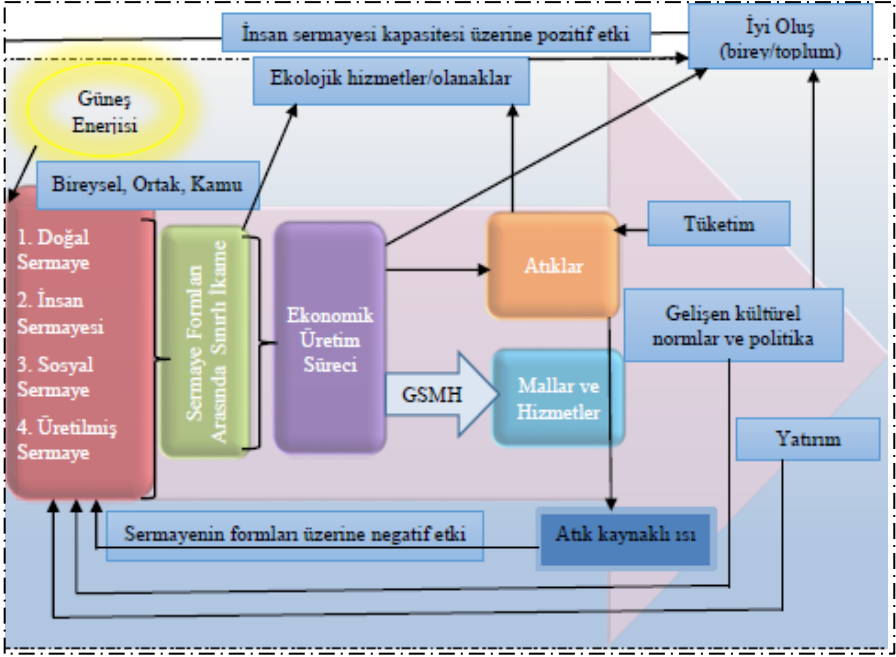 İnsan sermayesi kapasitesi üzerine pozitif etki
İyi Oluş
(birey/toplum)
Ekolojik hizmetler/olanaklar
Güneş
Enerjisi
Bireysel, Ortak, Kamu
1. Doğal
Sermaye
2. İnsan
Sermayesi
3. Sosyal
Sermaye
4. Üretilmiş
Sermaye
Sermaye Formları
Arasında Sınırlı İkame
Ekonomik
Üretim
Süreci
Atıklar
Tüketim
Gelişen kültürel
normlar ve politika
GSMH
Mallar ve
Hizmetler
Yatırım
Sermayenin formları üzerine negatif etki
Atık kaynaklı ısı